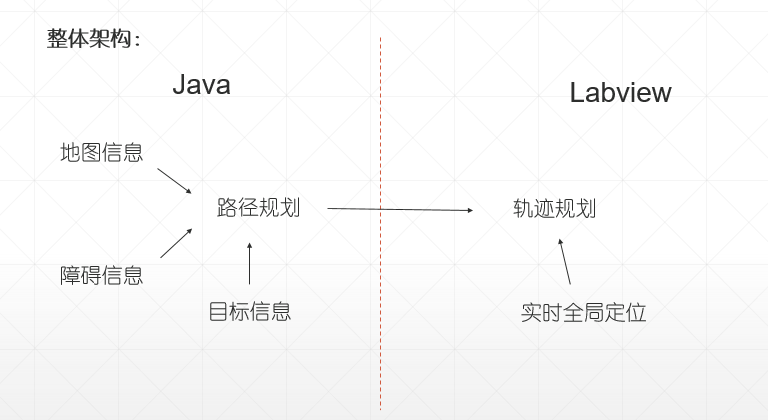 整体架构：
Java
Labview
地图信息
路径规划
轨迹规划
障碍信息
目标信息
实时全局定位